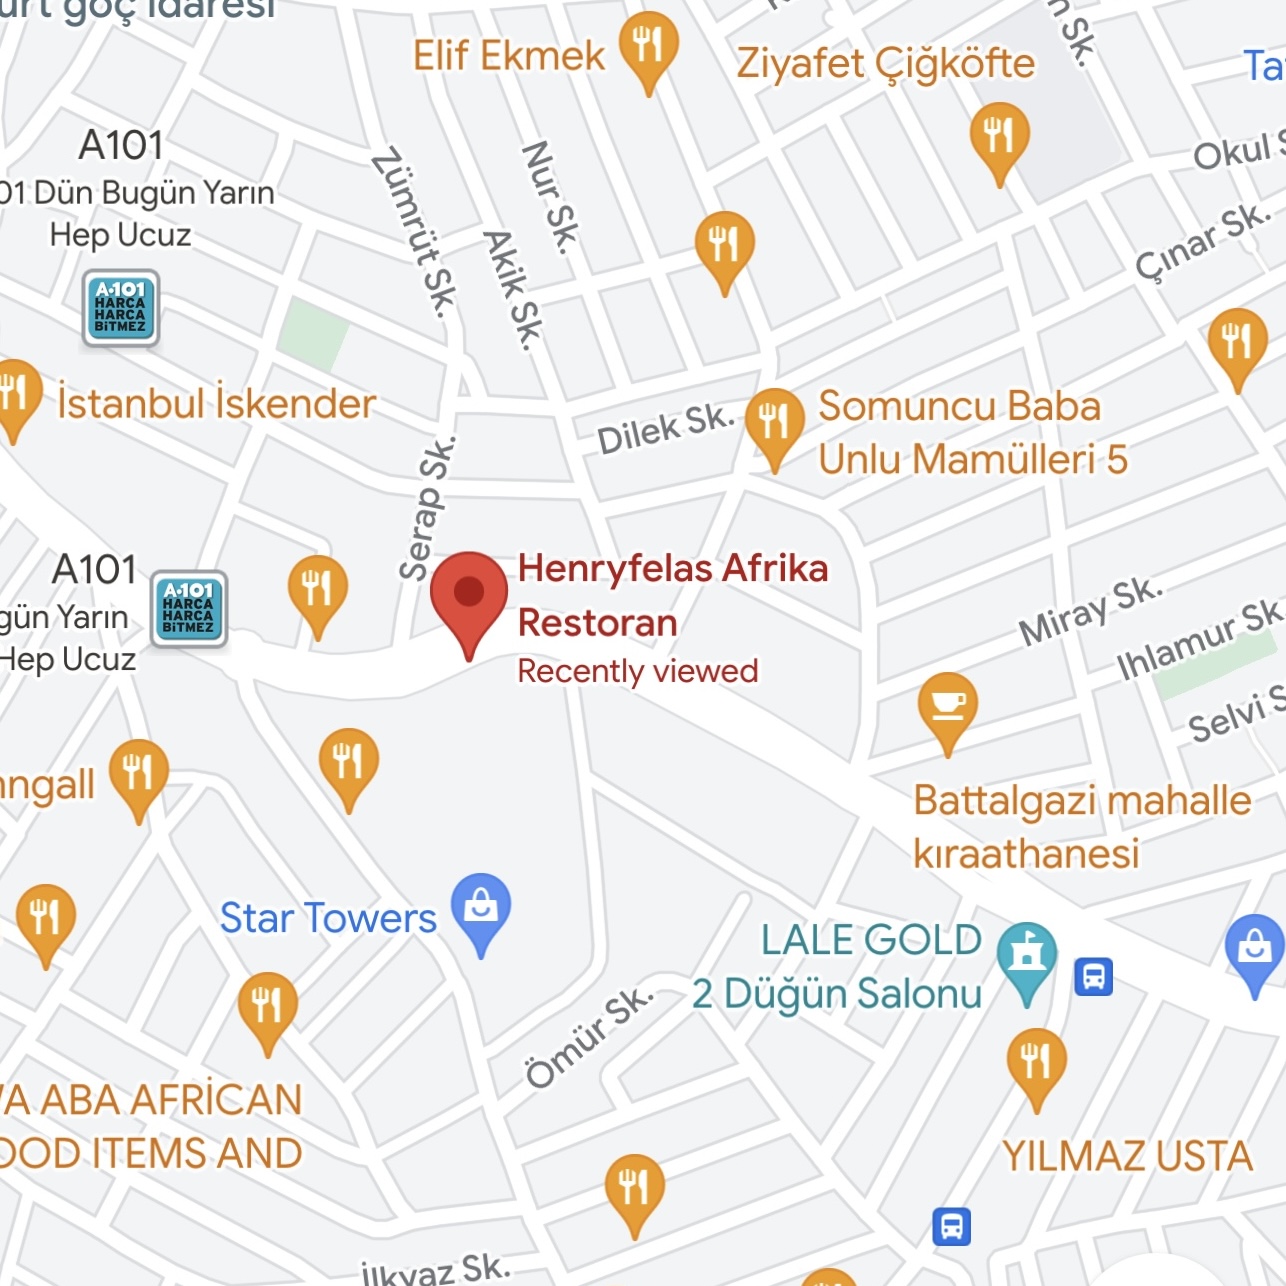 göç idaresi
Elif Ekmek
Ziyafet Çiğköfte
A101
01 Dün Bugün Yarın
Hep Ucuz
A101
HARCA
HARCA
BİTMEZ
Zümrüt Sk.
Nur Sk.
Akik Sk.
Okul S
Çınar Sk.
İstanbul İskender
Dilek Sk.
Somuncu Baba
Unlu Mamülleri 5
Serap Sk.
A101
gün Yarın
Hep Ucuz
A101
HARCA
HARCA
BİTMEZ
Henryfelas Afrika
Restoran
Recently viewed
Miray Sk.
Ihlamur Sk
Selvi S
Battalgazi mahalle
kıraathanesi
ngall
Star Towers
LALE GOLD
2 Düğün Salonu
Ömür Sk.
ABA AFRİCAN
OOD ITEMS AND
YILMAZ USTA
İlkyaz Sk.